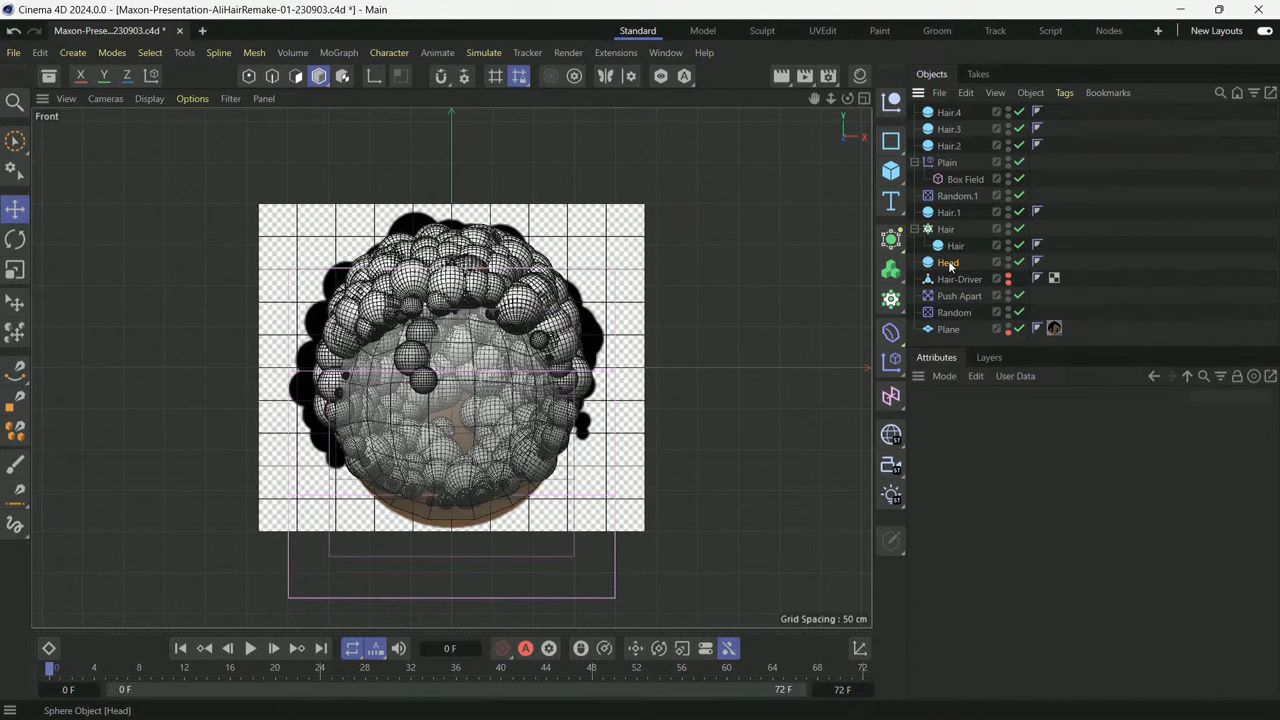 Cinema 4D 2024.0.0 - [Maxon-Presentation-AliHairRemake-01-230903.c4d *] - Main
Maxon-Prese...230903.c4d *
Standard Model Sculpt UVEdit Paint Groom Track Script Nodes New Layouts
File Edit Create Modes Select Tools Spline Mesh Volume MoGraph Character Animate Simulate Tracker Render Extensions Window Help
X Y Z
View Cameras Display Options Filter Panel
Front
Y
X
Z
Grid Spacing : 50 cm
Objects Takes
File Edit View Object Tags Bookmarks
Hair.4
Hair.3
Hair.2
Plain
Box Field
Random.1
Hair.1
Hair
Hair
Head
Hair-Driver
Push Apart
Random
Plane
Attributes Layers
Mode Edit User Data
ST
ST
ST
0 F
0 4 8 12 16 20 24 28 32 36 40 44 48 52 56 60 64 68 72
0 F 0 F 72 F 72 F
Sphere Object [Head]